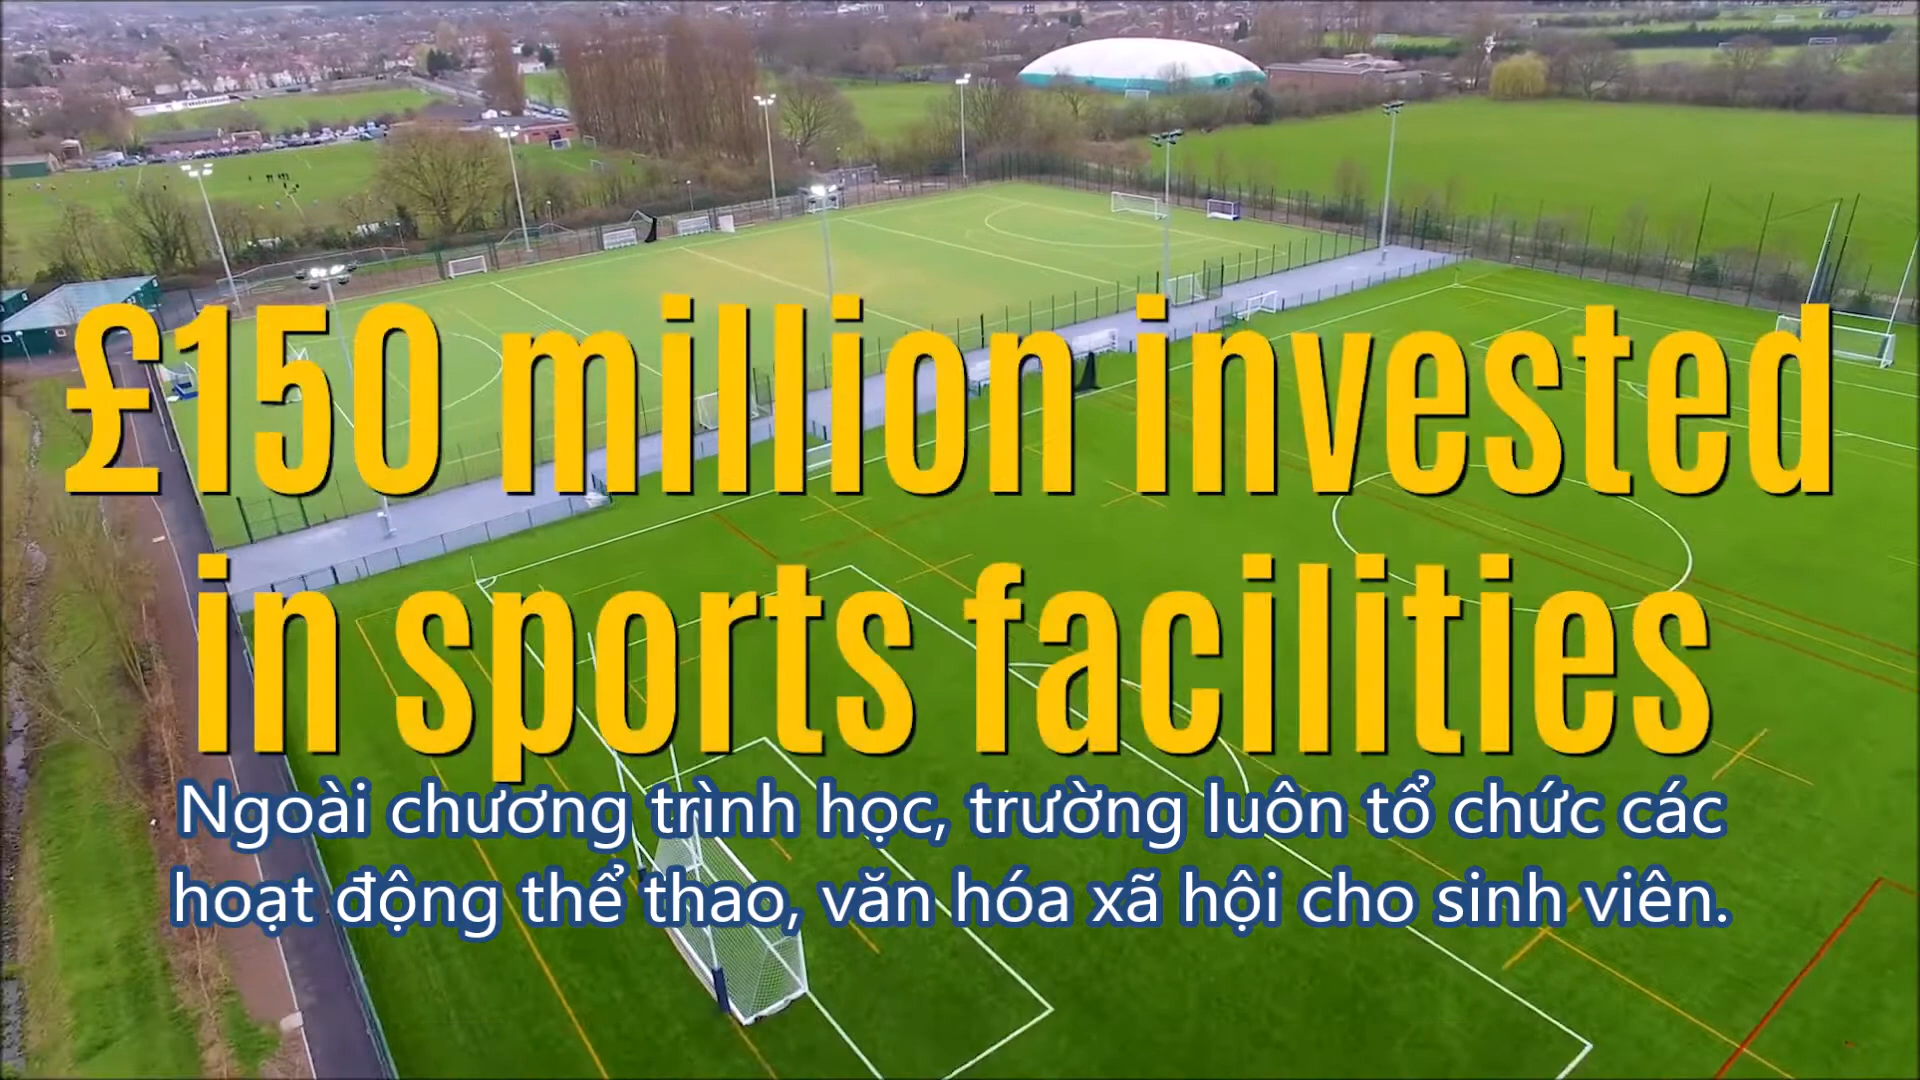 £150 million invested
in sports facilities
Ngoài chương trình học, trường luôn tổ chức các
hoạt động thể thao, văn hóa xã hội cho sinh viên.